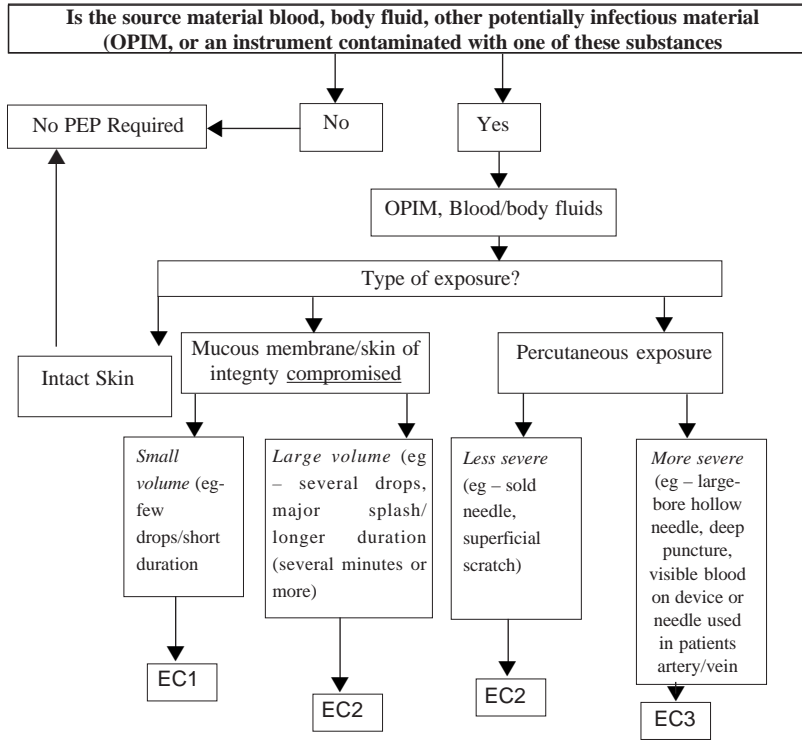 Is the source material blood, body fluid, other potentially infectious material
(OPIM, or an instrument contaminated with one of these substances
No PEP Required
No
Yes
OPIM, Blood/body fluids
Type of exposure?
Intact Skin
Mucous membrane/skin of
integnty compromised
Percutaneous exposure
Small
volume (eg-
few
drops/short
duration
Large volume (eg
– several drops,
major splash/
longer duration
(several minutes or
more)
Less severe
(eg – sold
needle,
superficial
scratch)
More severe
(eg – large-
bore hollow
needle, deep
puncture,
visible blood
on device or
needle used
in patients
artery/vein
EC1
EC2
EC2
EC3